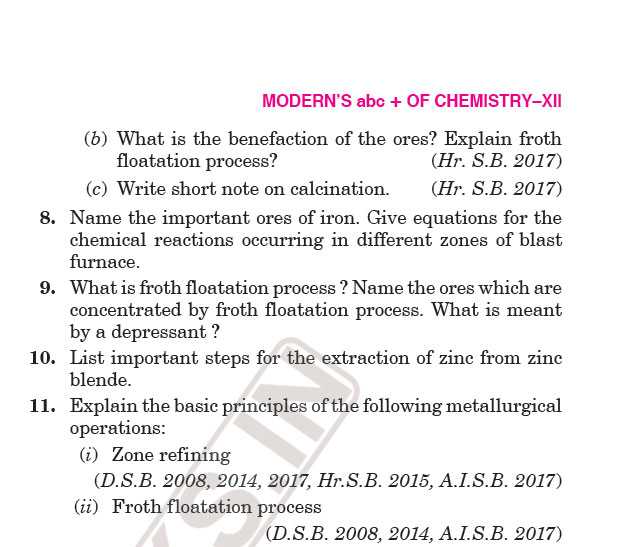 MODERN'S abc + OF CHEMISTRY–XII
(b) What is the benefaction of the ores? Explain froth
floatation process? (Hr. S.B. 2017)
(c) Write short note on calcination. (Hr. S.B. 2017)
8. Name the important ores of iron. Give equations for the
chemical reactions occurring in different zones of blast
furnace.
9. What is froth floatation process ? Name the ores which are
concentrated by froth floatation process. What is meant
by a depressant ?
10. List important steps for the extraction of zinc from zinc
blende.
11. Explain the basic principles of the following metallurgical
operations:
(i) Zone refining
(D.S.B. 2008, 2014, 2017, Hr.S.B. 2015, A.I.S.B. 2017)
(ii) Froth floatation process
(D.S.B. 2008, 2014, A.I.S.B. 2017)